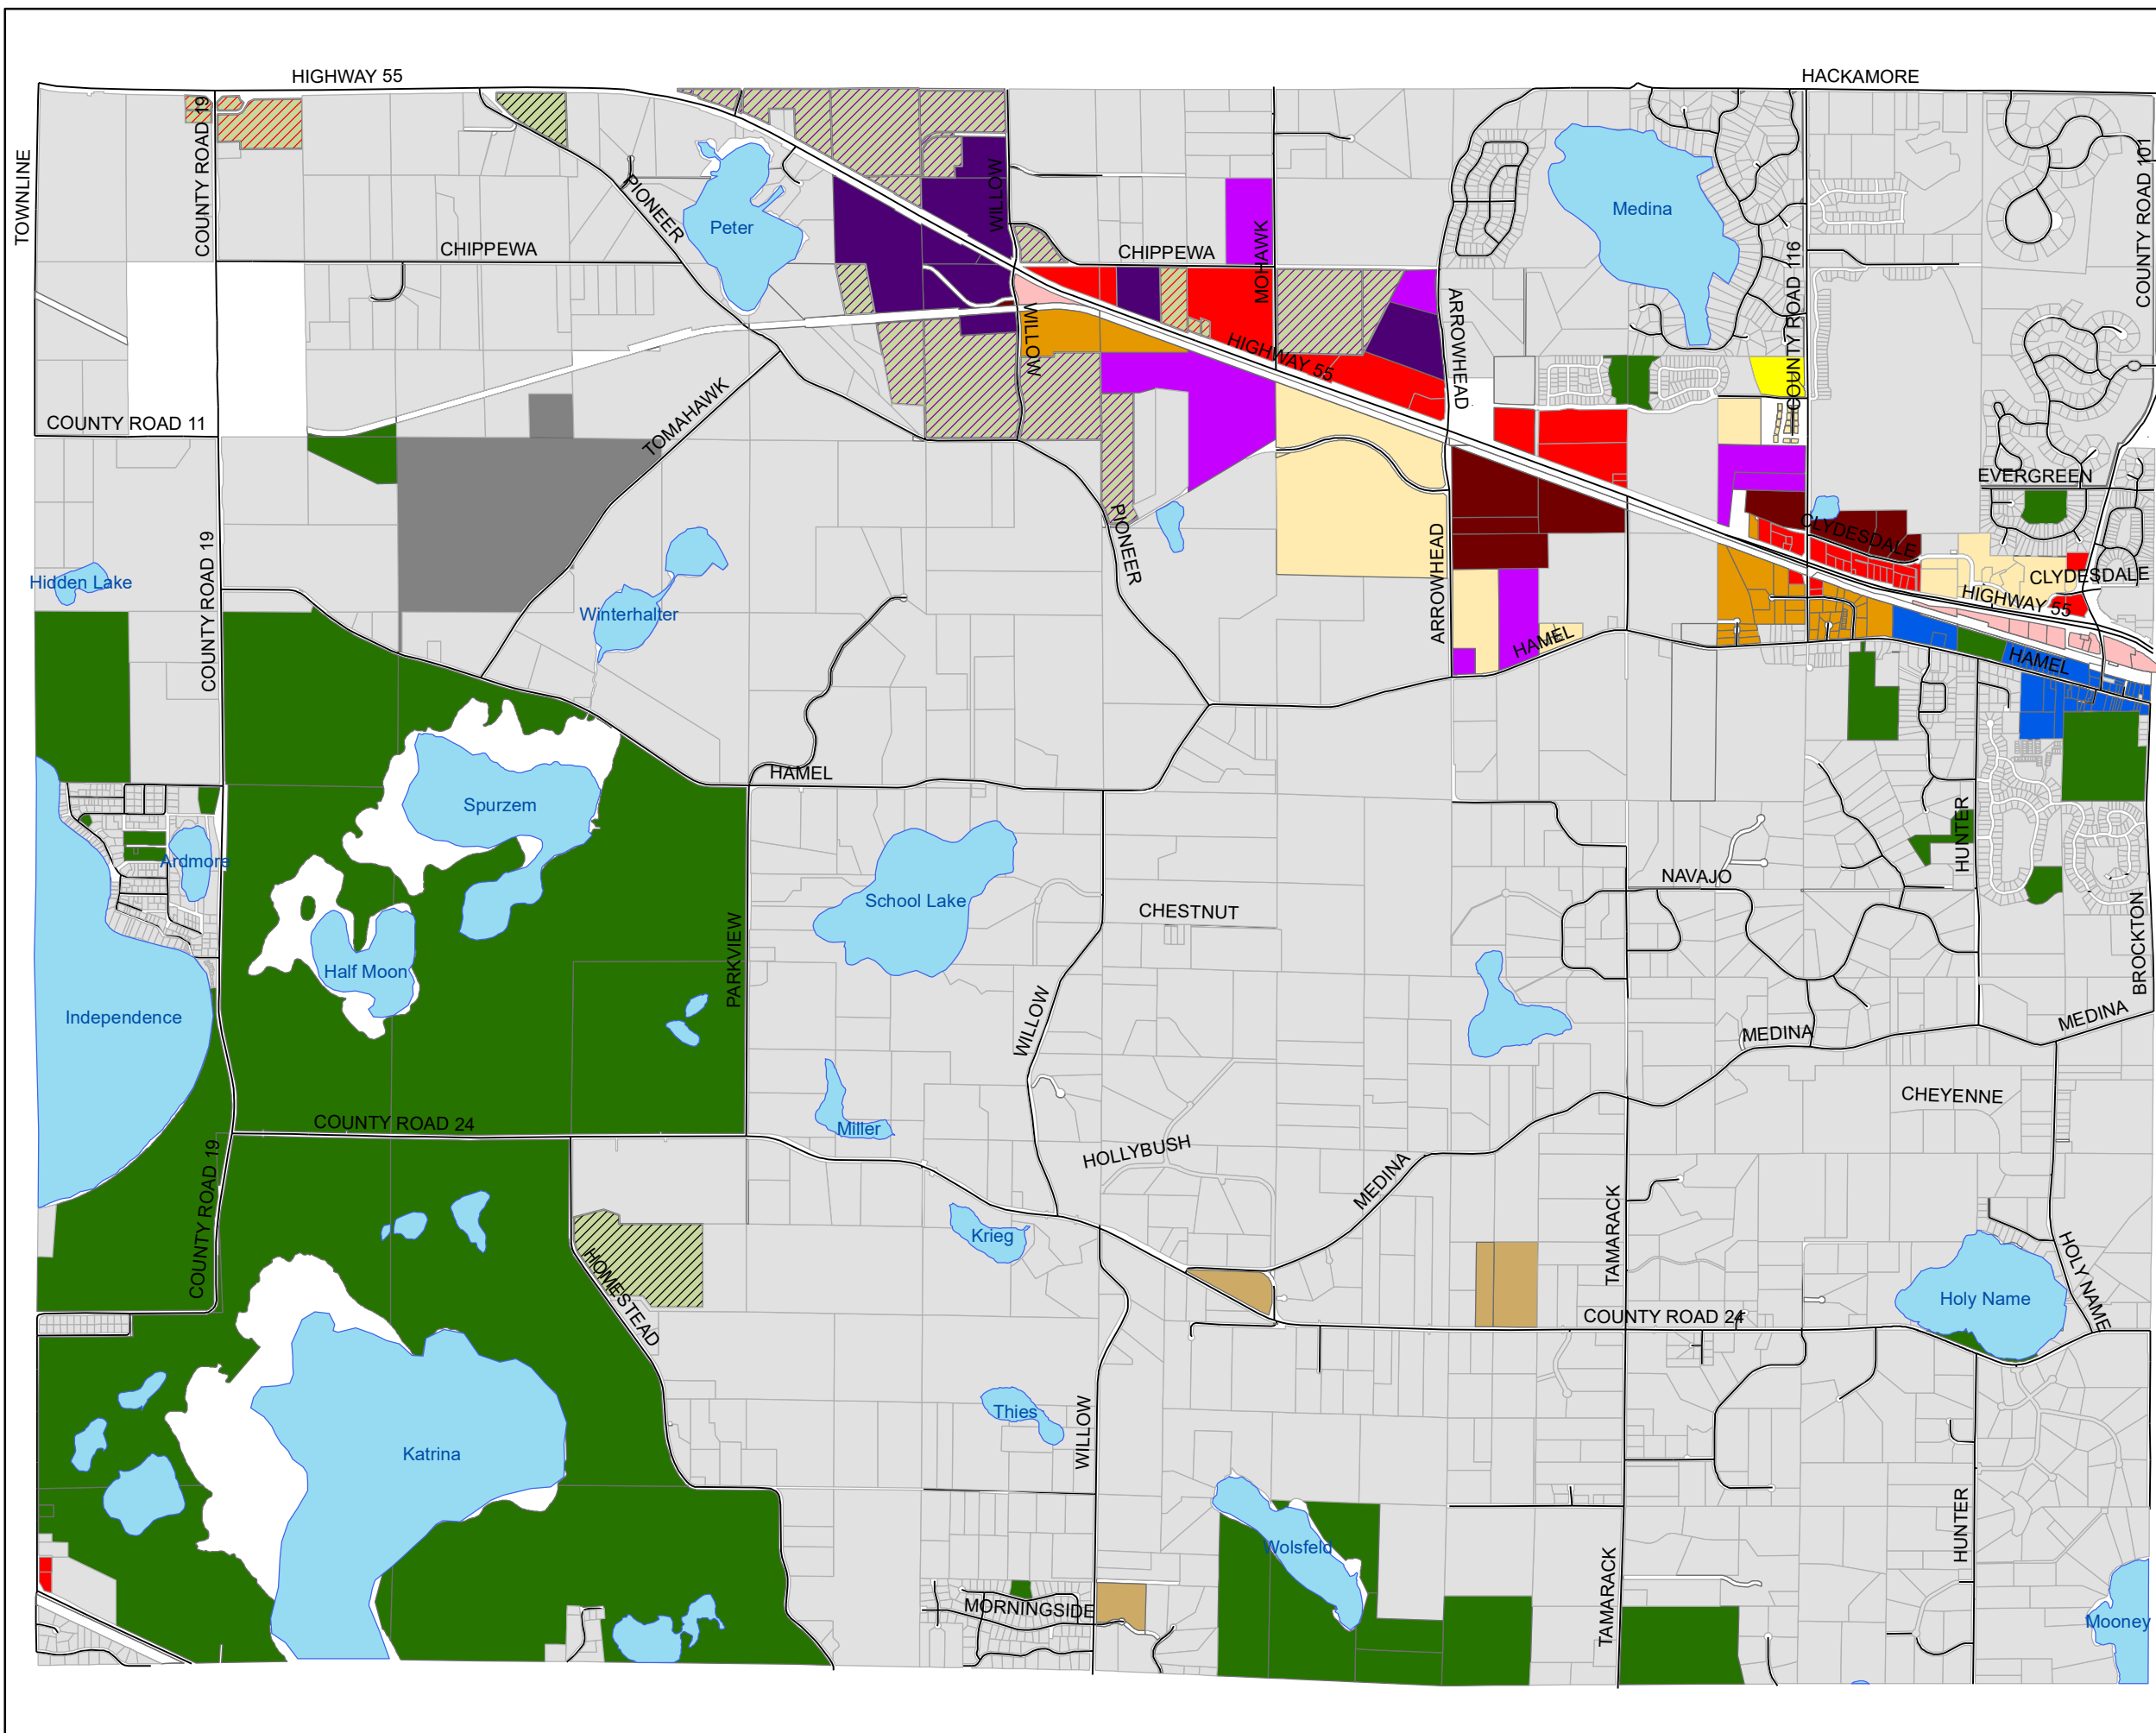 HIGHWAY 55
HACKAMORE
TOWNLINE
COUNTY ROAD 19
COUNTY ROAD 101
PIONEER
Peter
WILLOW
Medina
CHIPPEWA
CHIPPEWA
MOHAWK
COUNTY ROAD 116
WILLOW
HIGHWAY 55
ARROWHEAD
TOMAHAWK
COUNTY ROAD 11
EVERGREEN
PIONEER
CLYDESDALE
CLYDESDALE
HIGHWAY 55
Hidden Lake
COUNTY ROAD 19
Winterhalter
ARROWHEAD
HAMEL
HAMEL
HAMEL
Spurzem
HUNTER
Ardmore
NAVAJO
School Lake
CHESTNUT
PARKVIEW
BROCKTON
Half Moon
Independence
WILLOW
MEDINA
MEDINA
CHEYENNE
COUNTY ROAD 24
Miller
HOLLYBUSH
MEDINA
COUNTY ROAD 19
Krieg
TAMARACK
HOLY NAME
HOMESTEAD
Holy Name
COUNTY ROAD 24
Thies
WILLOW
Katrina
HUNTER
Wolsfeld
TAMARACK
MORNINGSIDE
Mooney